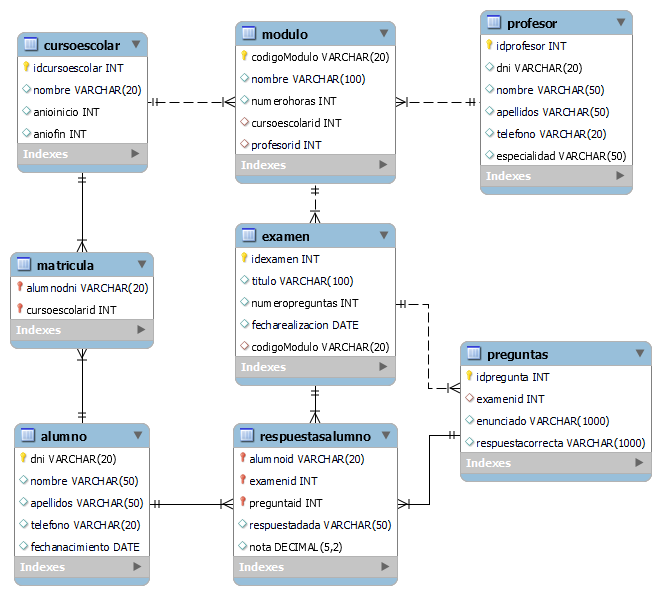 cursoescolar
idcursoescolar INT
nombre VARCHAR(20)
anioinicio INT
aniofin INT
Indexes
modulo
codigoModulo VARCHAR(20)
nombre VARCHAR(100)
numerohoras INT
cursoescolarid INT
profesorid INT
Indexes
profesor
idprofesor INT
dni VARCHAR(20)
nombre VARCHAR(50)
apellidos VARCHAR(50)
telefono VARCHAR(20)
especialidad VARCHAR(50)
Indexes
matricula
alumnodni VARCHAR(20)
cursoescolarid INT
Indexes
examen
idexamen INT
titulo VARCHAR(100)
numeropreguntas INT
fecharealizacion DATE
codigoModulo VARCHAR(20)
Indexes
preguntas
idpregunta INT
examenid INT
enunciado VARCHAR(1000)
respuestacorrecta VARCHAR(1000)
Indexes
alumno
dni VARCHAR(20)
nombre VARCHAR(50)
apellidos VARCHAR(50)
telefono VARCHAR(20)
fechanacimiento DATE
Indexes
respuestasalumno
alumnoid VARCHAR(20)
examenid INT
preguntaid INT
respuestadada VARCHAR(50)
nota DECIMAL(5,2)
Indexes